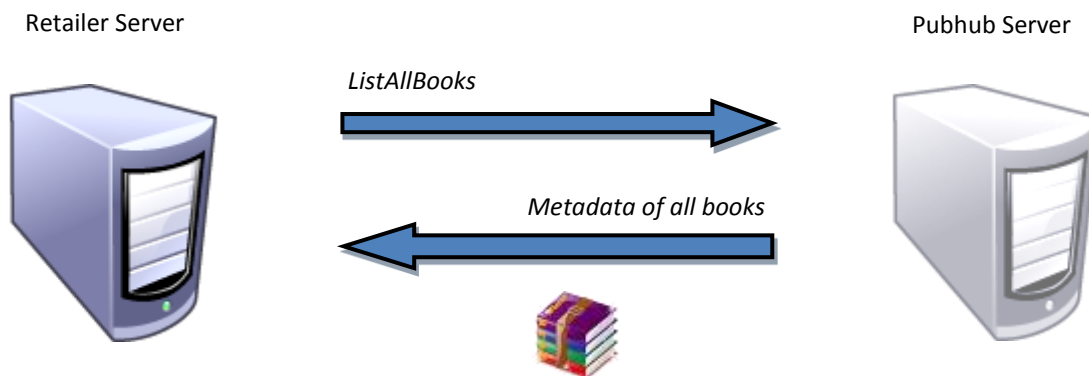 Retailer Server
Pubhub Server
ListAllBooks
Metadata of all books